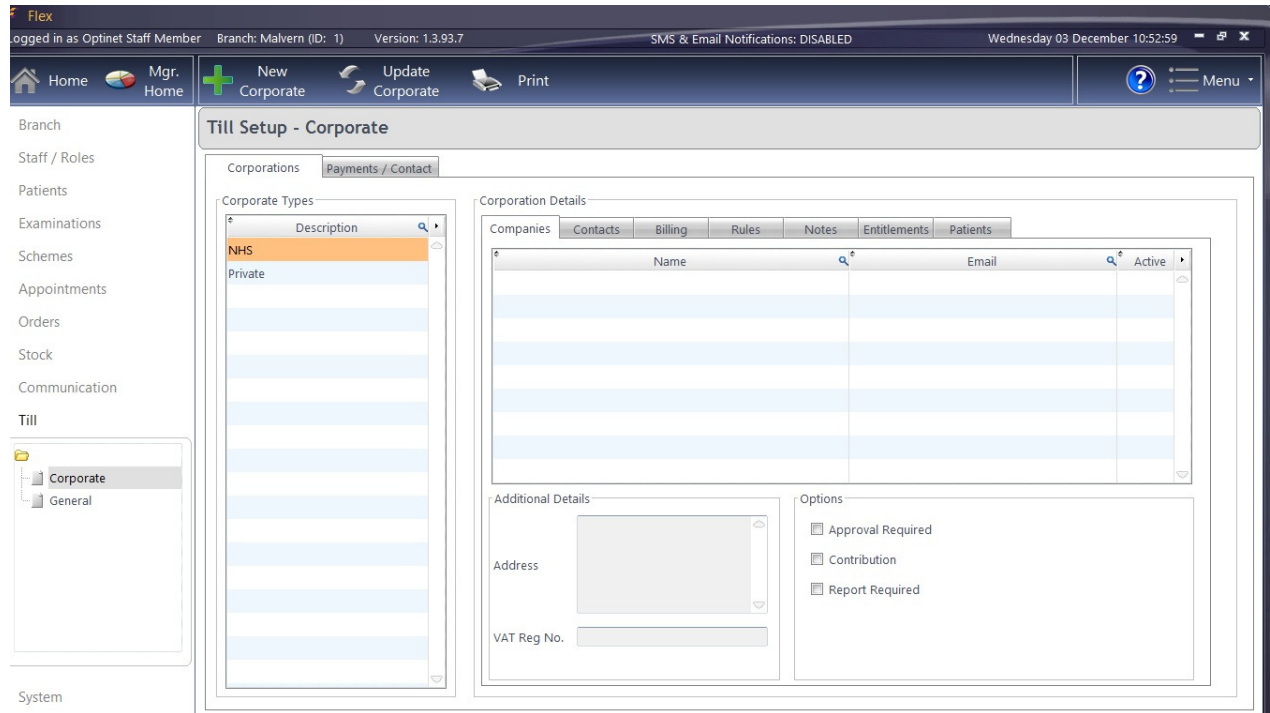 Flex
Logged in as Optinet Staff Member Branch: Malvern (ID: 1) Version: 1.3.93.7 SMS & Email Notifications: DISABLED Wednesday 03 December 10:52:59
Home
Mgr. Home
New Corporate
Update Corporate
Print
Menu
Branch
Staff / Roles
Patients
Examinations
Schemes
Appointments
Orders
Stock
Communication
Till
Corporate
General
System
Till Setup - Corporate
Corporations Payments / Contact
Corporate Types
Description
NHS
Private
Corporation Details
Companies Contacts Billing Rules Notes Entitlements Patients
Name Email Active
Additional Details
Address
VAT Reg No.
Options
Approval Required
Contribution
Report Required